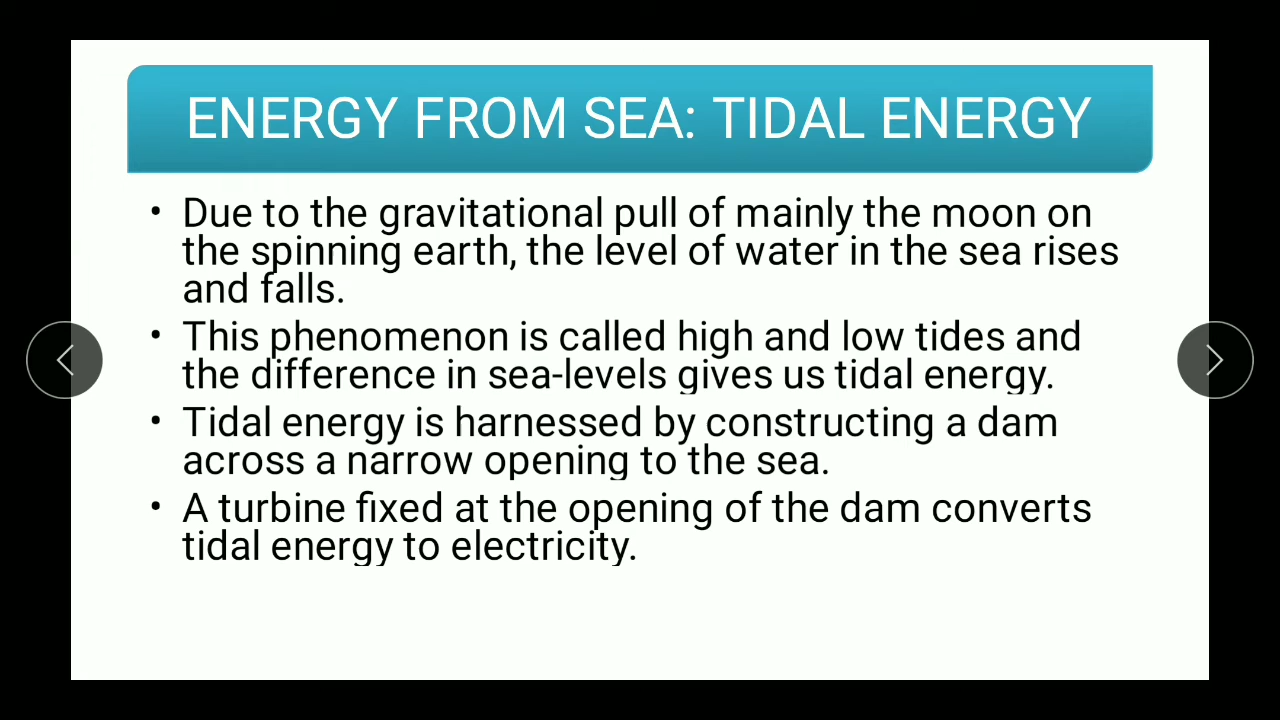 ENERGY FROM SEA: TIDAL ENERGY
• Due to the gravitational pull of mainly the moon on
the spinning earth, the level of water in the sea rises
and falls.
• This phenomenon is called high and low tides and
the difference in sea-levels gives us tidal energy.
• Tidal energy is harnessed by constructing a dam
across a narrow opening to the sea.
• A turbine fixed at the opening of the dam converts
tidal energy to electricity.